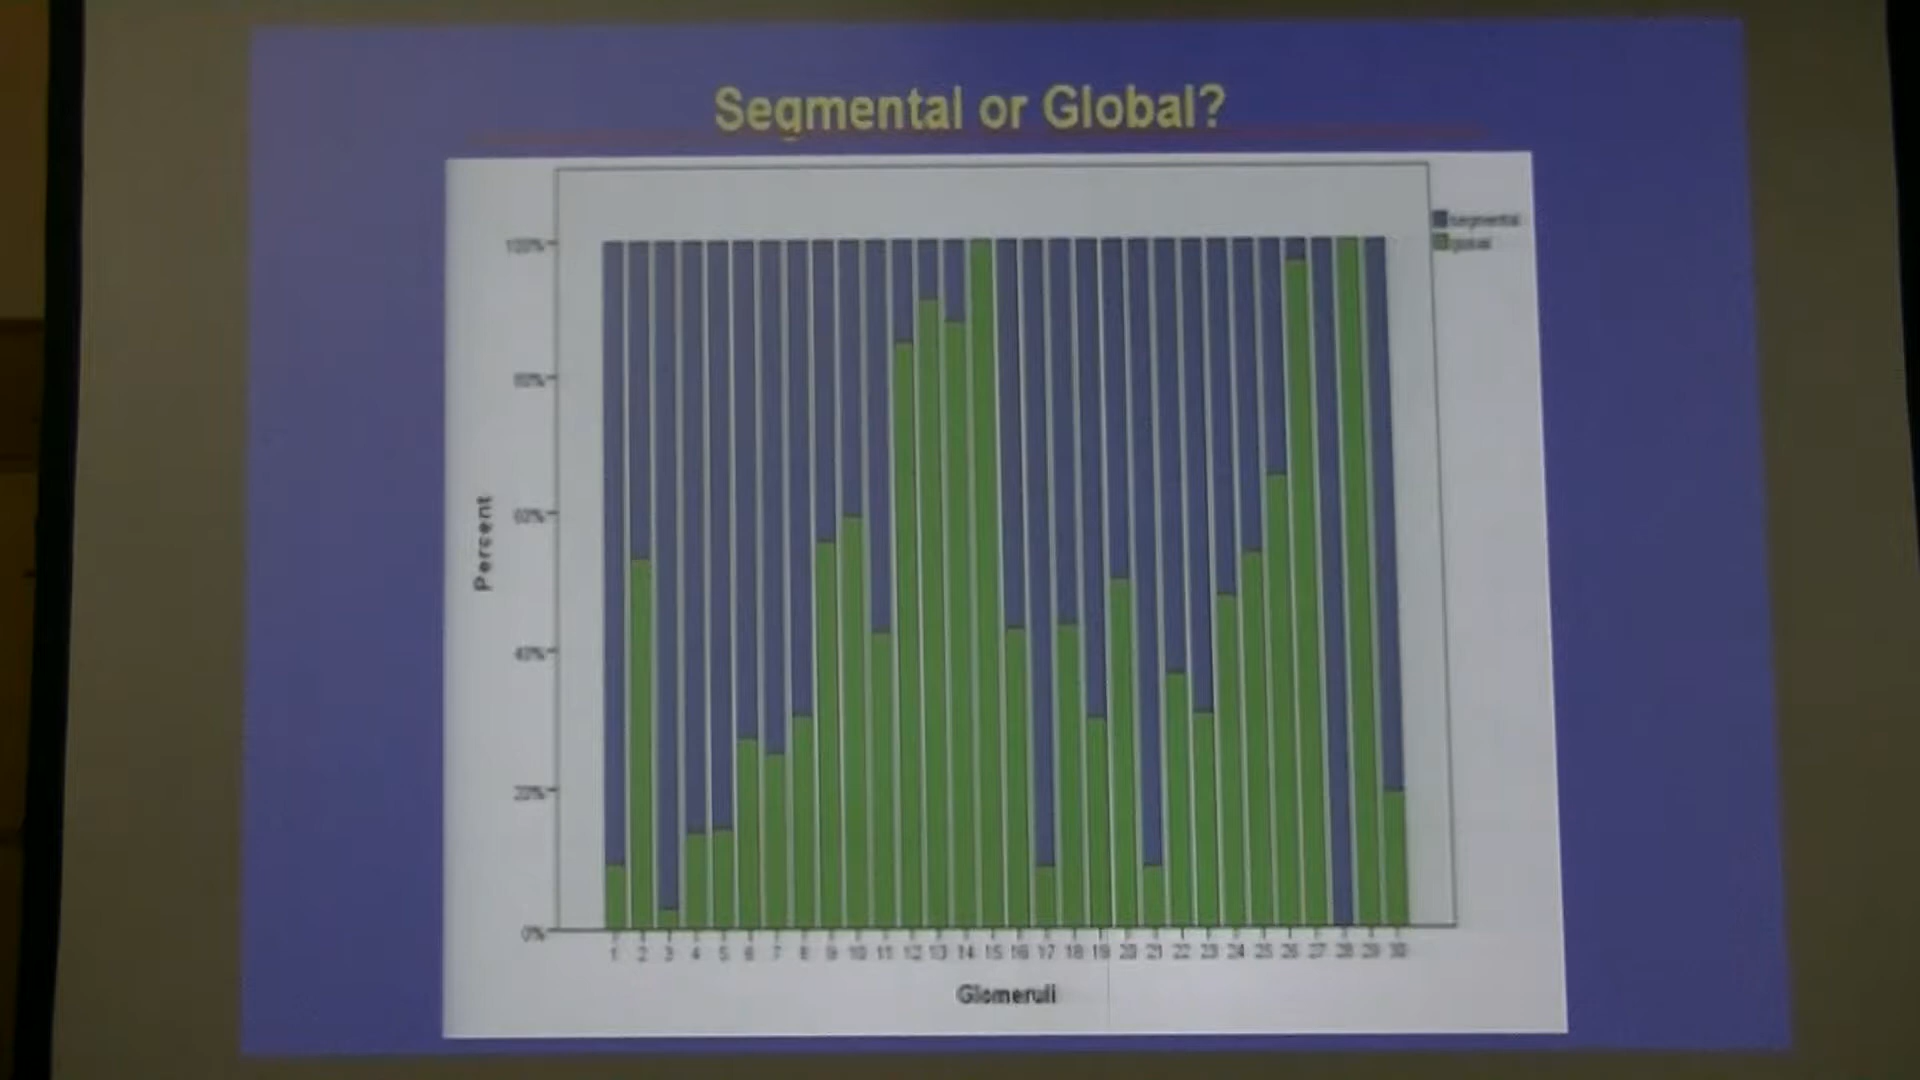 Segmental or Global?
segmental
global
Percent
100%
80%
60%
40%
20%
0%
1 2 3 4 5 6 7 8 9 10 11 12 13 14 15 16 17 18 19 20 21 22 23 24 25 26 27 28 29 30
Glomeruli